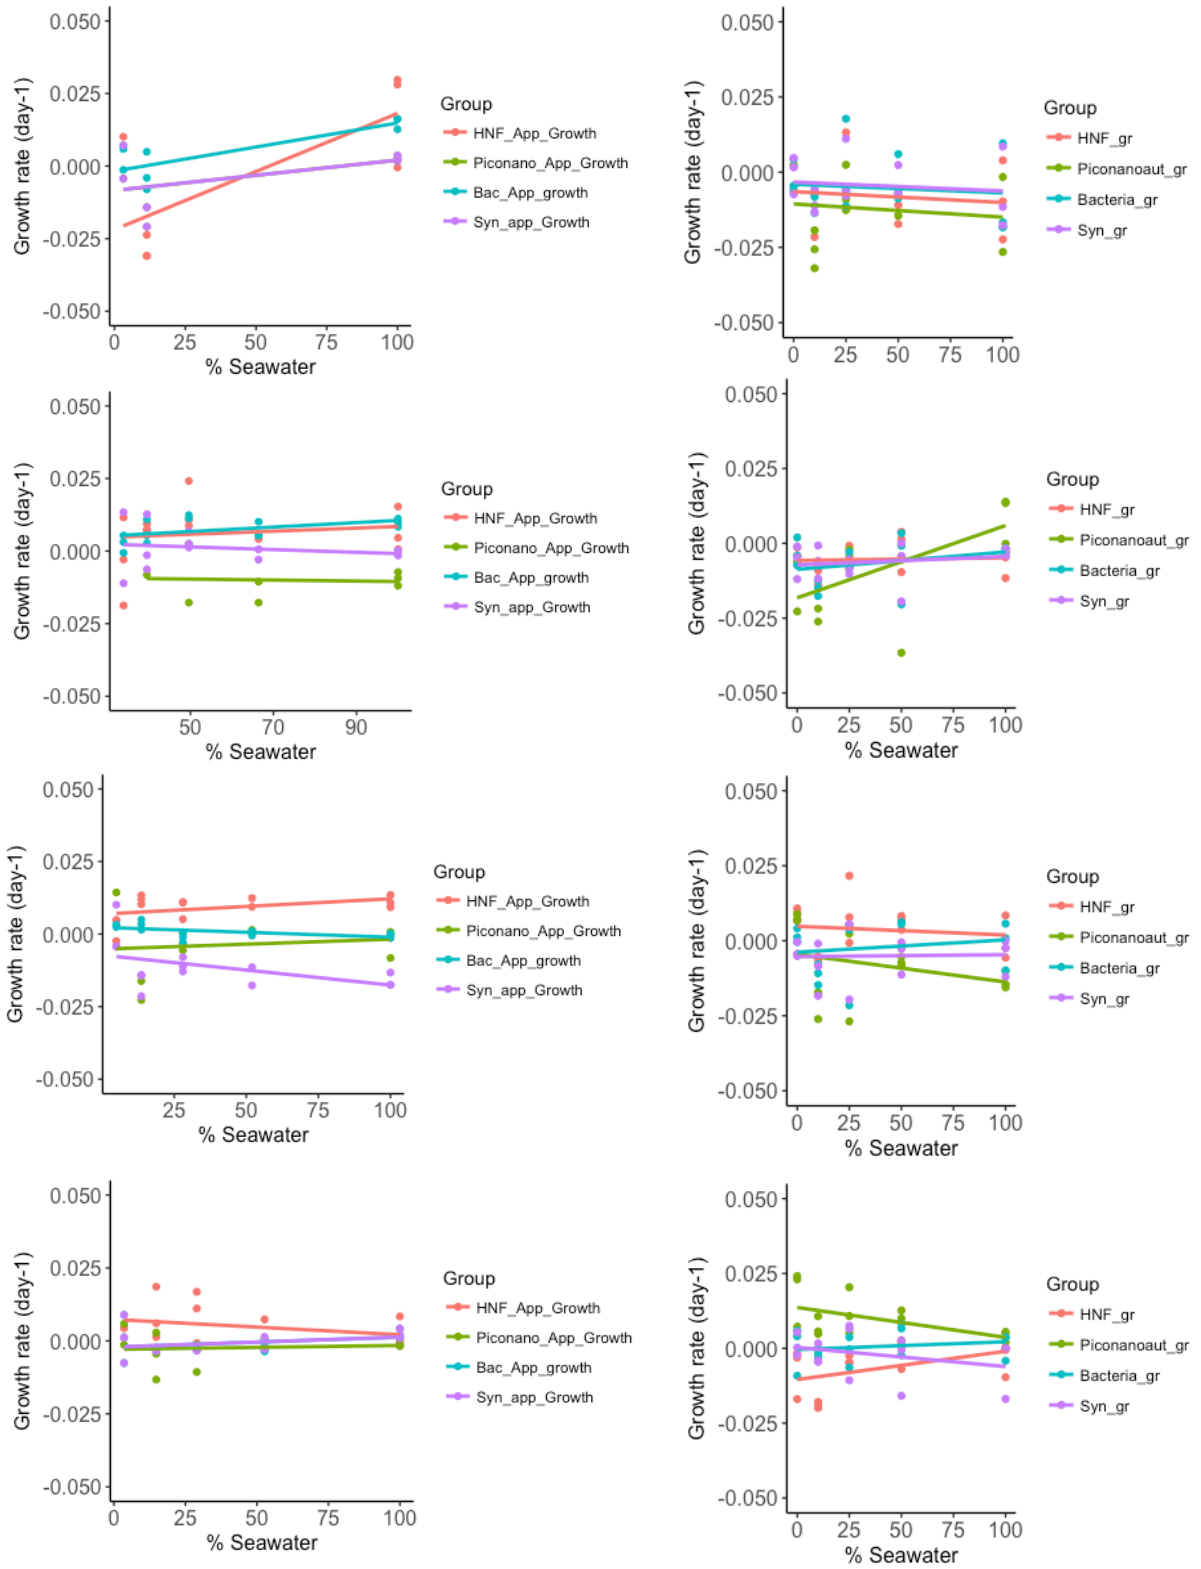 0.050
0.025
0.000
-0.025
-0.050
Growth rate (day-1)
0 25 50 75 100
% Seawater
Group
HNF_App_Growth
Piconano_App_Growth
Bac_App_growth
Syn_app_Growth
0.050
0.025
0.000
-0.025
-0.050
Growth rate (day-1)
0 25 50 75 100
% Seawater
Group
HNF_gr
Piconanoaut_gr
Bacteria_gr
Syn_gr
0.050
0.025
0.000
-0.025
-0.050
Growth rate (day-1)
50 70 90
% Seawater
Group
HNF_App_Growth
Piconano_App_Growth
Bac_App_growth
Syn_app_Growth
0.050
0.025
0.000
-0.025
-0.050
Growth rate (day-1)
0 25 50 75 100
% Seawater
Group
HNF_gr
Piconanoaut_gr
Bacteria_gr
Syn_gr
0.050
0.025
0.000
-0.025
-0.050
Growth rate (day-1)
25 50 75 100
% Seawater
Group
HNF_App_Growth
Piconano_App_Growth
Bac_App_growth
Syn_app_Growth
0.050
0.025
0.000
-0.025
-0.050
Growth rate (day-1)
0 25 50 75 100
% Seawater
Group
HNF_gr
Piconanoaut_gr
Bacteria_gr
Syn_gr
0.050
0.025
0.000
-0.025
-0.050
Growth rate (day-1)
0 25 50 75 100
% Seawater
Group
HNF_App_Growth
Piconano_App_Growth
Bac_App_growth
Syn_app_Growth
0.050
0.025
0.000
-0.025
-0.050
Growth rate (day-1)
0 25 50 75 100
% Seawater
Group
HNF_gr
Piconanoaut_gr
Bacteria_gr
Syn_gr